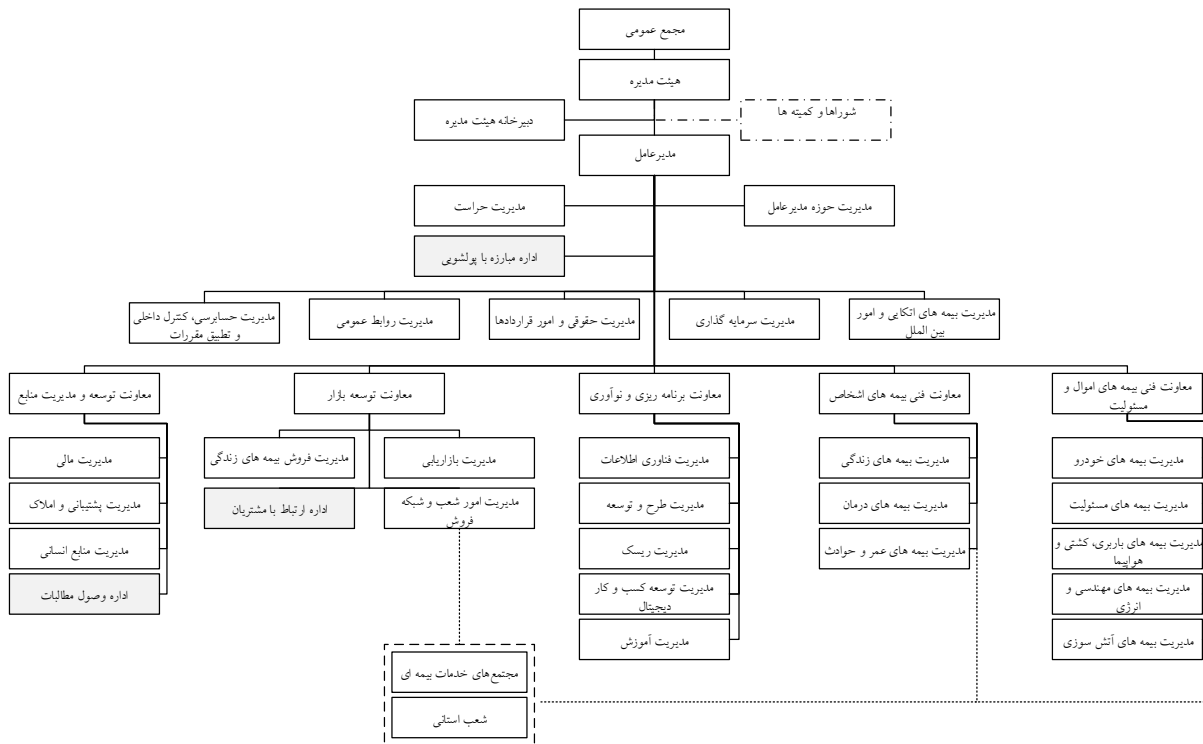 مجمع عمومی
هیئت مدیره
شوراها و کمیته ها
دبیرخانه هیئت مدیره
مدیرعامل
مدیریت حوزه مدیرعامل
مدیریت حراست
اداره مبارزه با پولشویی
مدیریت بیمه های اتکایی و امور
بین الملل
مدیریت سرمایه گذاری
مدیریت حقوقی و امور قراردادها
مدیریت روابط عمومی
مدیریت حسابرسی، کنترل داخلی
و تطبیق مقررات
معاونت فنی بیمه های اموال و
مسئولیت
معاونت فنی بیمه های اشخاص
معاونت برنامه ریزی و نوآوری
معاونت توسعه بازار
معاونت توسعه و مدیریت منابع
مدیریت بیمه های خودرو
مدیریت بیمه های مسئولیت
مدیریت بیمه های باربری، کشتی و
هواپیما
مدیریت بیمه های مهندسی و
انرژی
مدیریت بیمه های آتش سوزی
مدیریت بیمه های زندگی
مدیریت بیمه های درمان
مدیریت بیمه های عمر و حوادث
مدیریت فناوری اطلاعات
مدیریت طرح و توسعه
مدیریت ریسک
مدیریت توسعه کسب و کار
دیجیتال
مدیریت آموزش
مدیریت بازاریابی
مدیریت فروش بیمه های زندگی
مدیریت امور شعب و شبکه
فروش
اداره ارتباط با مشتریان
مجتمع‌های خدمات بیمه ای
شعب استانی
مدیریت مالی
مدیریت پشتیبانی و املاک
مدیریت منابع انسانی
اداره وصول مطالبات